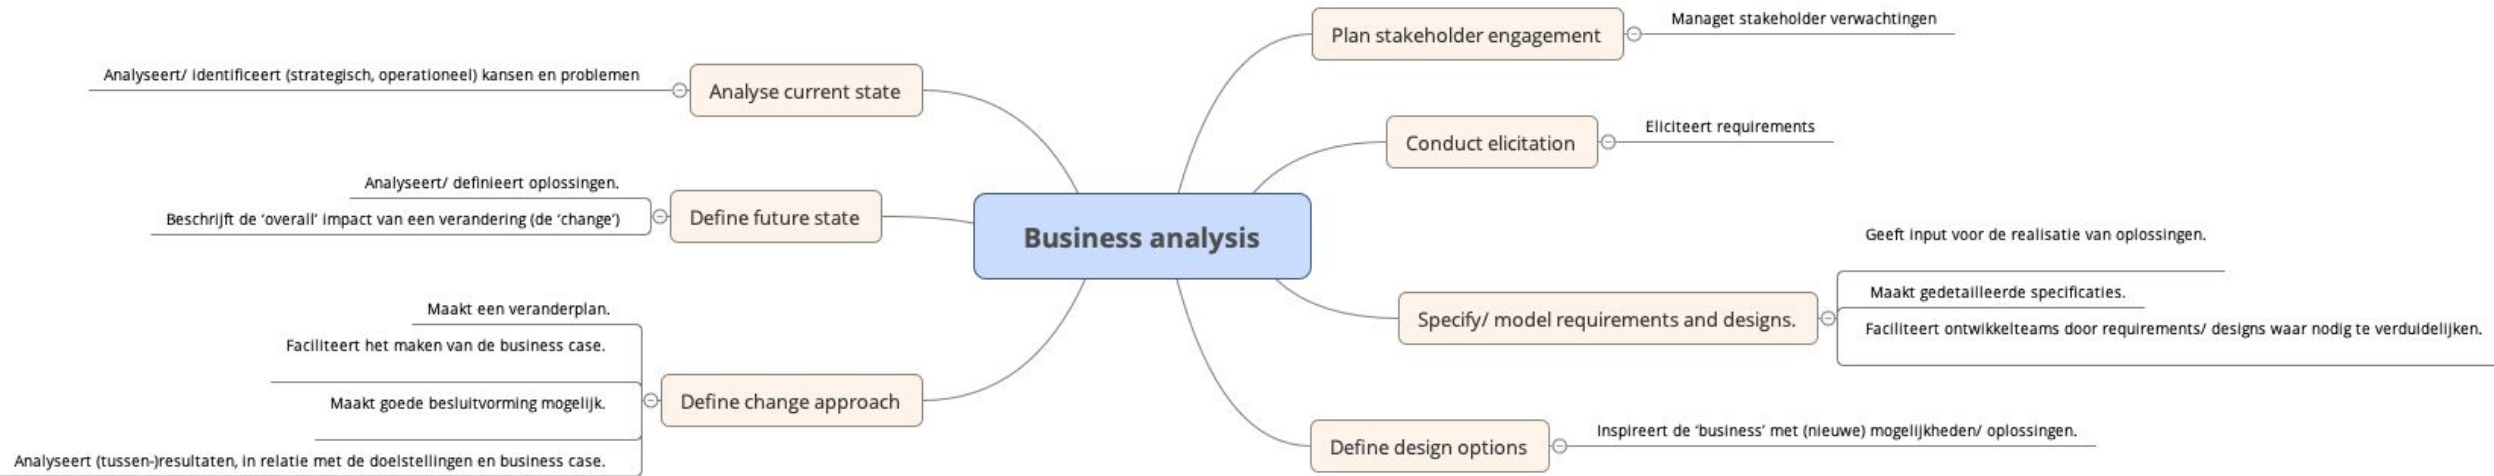 Business analysis
Plan stakeholder engagement
Managet stakeholder verwachtingen
Conduct elicitation
Eliciteert requirements
Specify/ model requirements and designs.
Geeft input voor de realisatie van oplossingen.
Maakt gedetailleerde specificaties.
Faciliteert ontwikkelteams door requirements/ designs waar nodig te verduidelijken.
Define design options
Inspireert de ‘business’ met (nieuwe) mogelijkheden/ oplossingen.
Analyse current state
Analyseert/ identificeert (strategisch, operationeel) kansen en problemen
Define future state
Analyseert/ definieert oplossingen.
Beschrijft de ‘overall’ impact van een verandering (de ‘change’)
Define change approach
Maakt een veranderplan.
Faciliteert het maken van de business case.
Maakt goede besluitvorming mogelijk.
Analyseert (tussen-)resultaten, in relatie met de doelstellingen en business case.